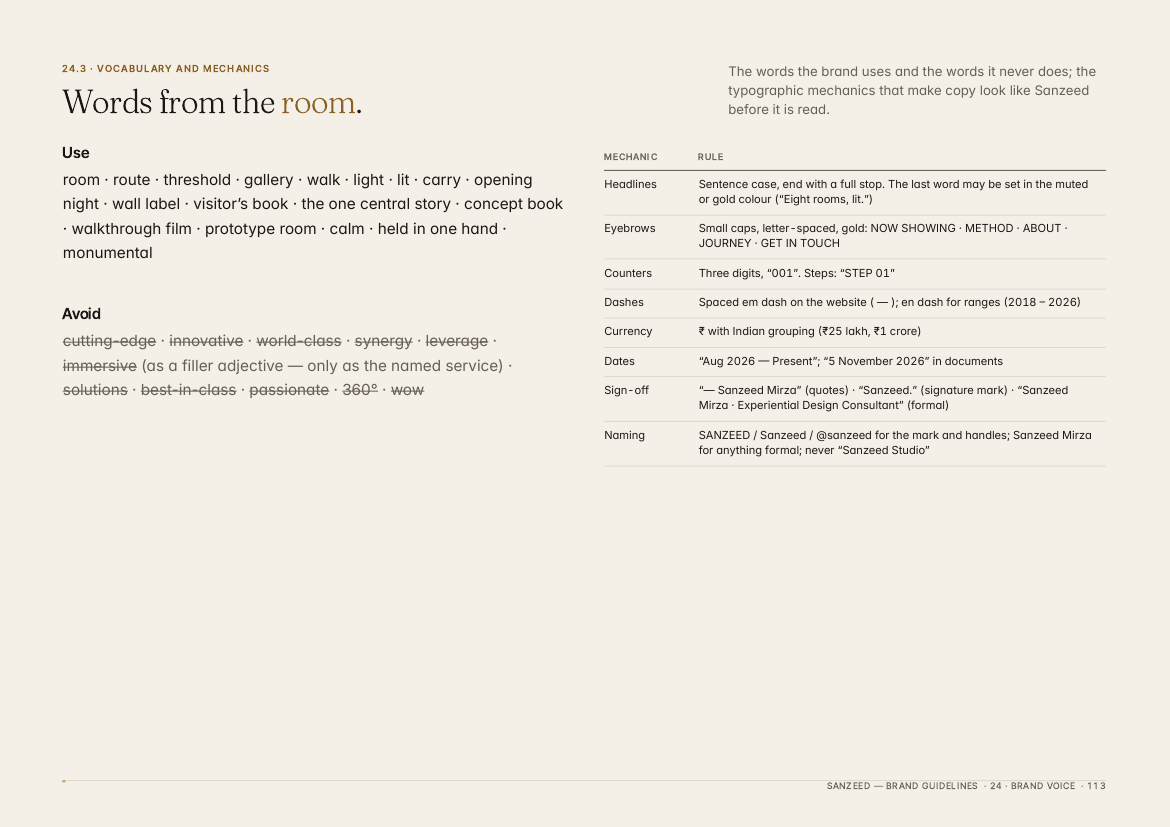 24.3 · VOCABULARY AND MECHANICS
Words from the room.
The words the brand uses and the words it never does; the
typographic mechanics that make copy look like Sanzeed
before it is read.
Use
room · route · threshold · gallery · walk · light · lit · carry · opening
night · wall label · visitor’s book · the one central story · concept book
· walkthrough film · prototype room · calm · held in one hand ·
monumental
Avoid
cutting-edge · innovative · world-class · synergy · leverage ·
immersive (as a filler adjective — only as the named service) ·
solutions · best-in-class · passionate · 360° · wow
MECHANIC RULE
Headlines Sentence case, end with a full stop. The last word may be set in the muted
or gold colour (“Eight rooms, lit.”)
Eyebrows Small caps, letter-spaced, gold: NOW SHOWING · METHOD · ABOUT ·
JOURNEY · GET IN TOUCH
Counters Three digits, “001”. Steps: “STEP 01”
Dashes Spaced em dash on the website ( — ); en dash for ranges (2018 – 2026)
Currency ₹ with Indian grouping (₹25 lakh, ₹1 crore)
Dates “Aug 2026 — Present”; “5 November 2026” in documents
Sign-off “— Sanzeed Mirza” (quotes) · “Sanzeed.” (signature mark) · “Sanzeed
Mirza · Experiential Design Consultant” (formal)
Naming SANZEED / Sanzeed / @sanzeed for the mark and handles; Sanzeed Mirza
for anything formal; never “Sanzeed Studio”
SANZEED — BRAND GUIDELINES · 24 · BRAND VOICE · 113